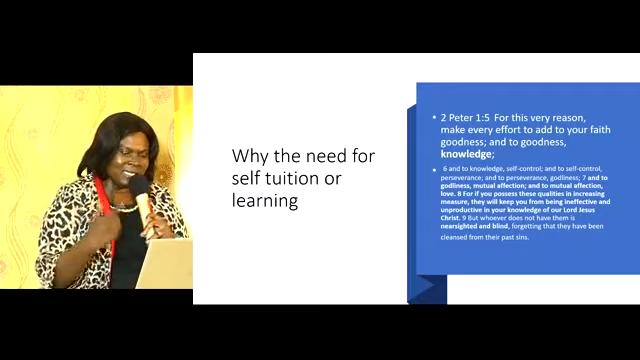 Why the need for
self tuition or
learning
• 2 Peter 1:5 For this very reason,
make every effort to add to your faith
goodness; and to goodness,
knowledge;
• 6 and to knowledge, self-control; and to self-control,
perseverance; and to perseverance, godliness; 7 and to
godliness, mutual affection; and to mutual affection,
love. 8 For if you possess these qualities in increasing
measure, they will keep you from being ineffective and
unproductive in your knowledge of our Lord Jesus
Christ. 9 But whoever does not have them is
nearsighted and blind, forgetting that they have been
cleansed from their past sins.